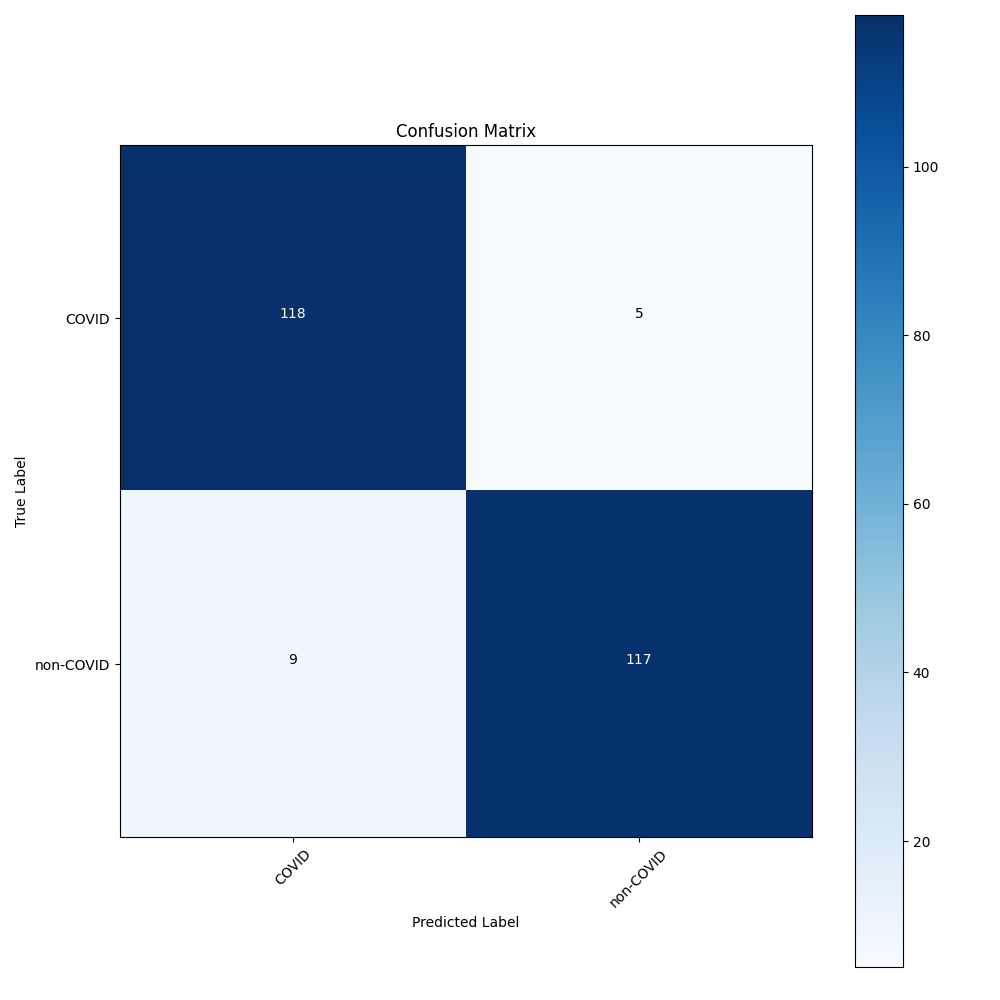 Confusion Matrix
True Label
COVID
118
5
non-COVID
9
117
COVID
non-COVID
Predicted Label
100
80
60
40
20